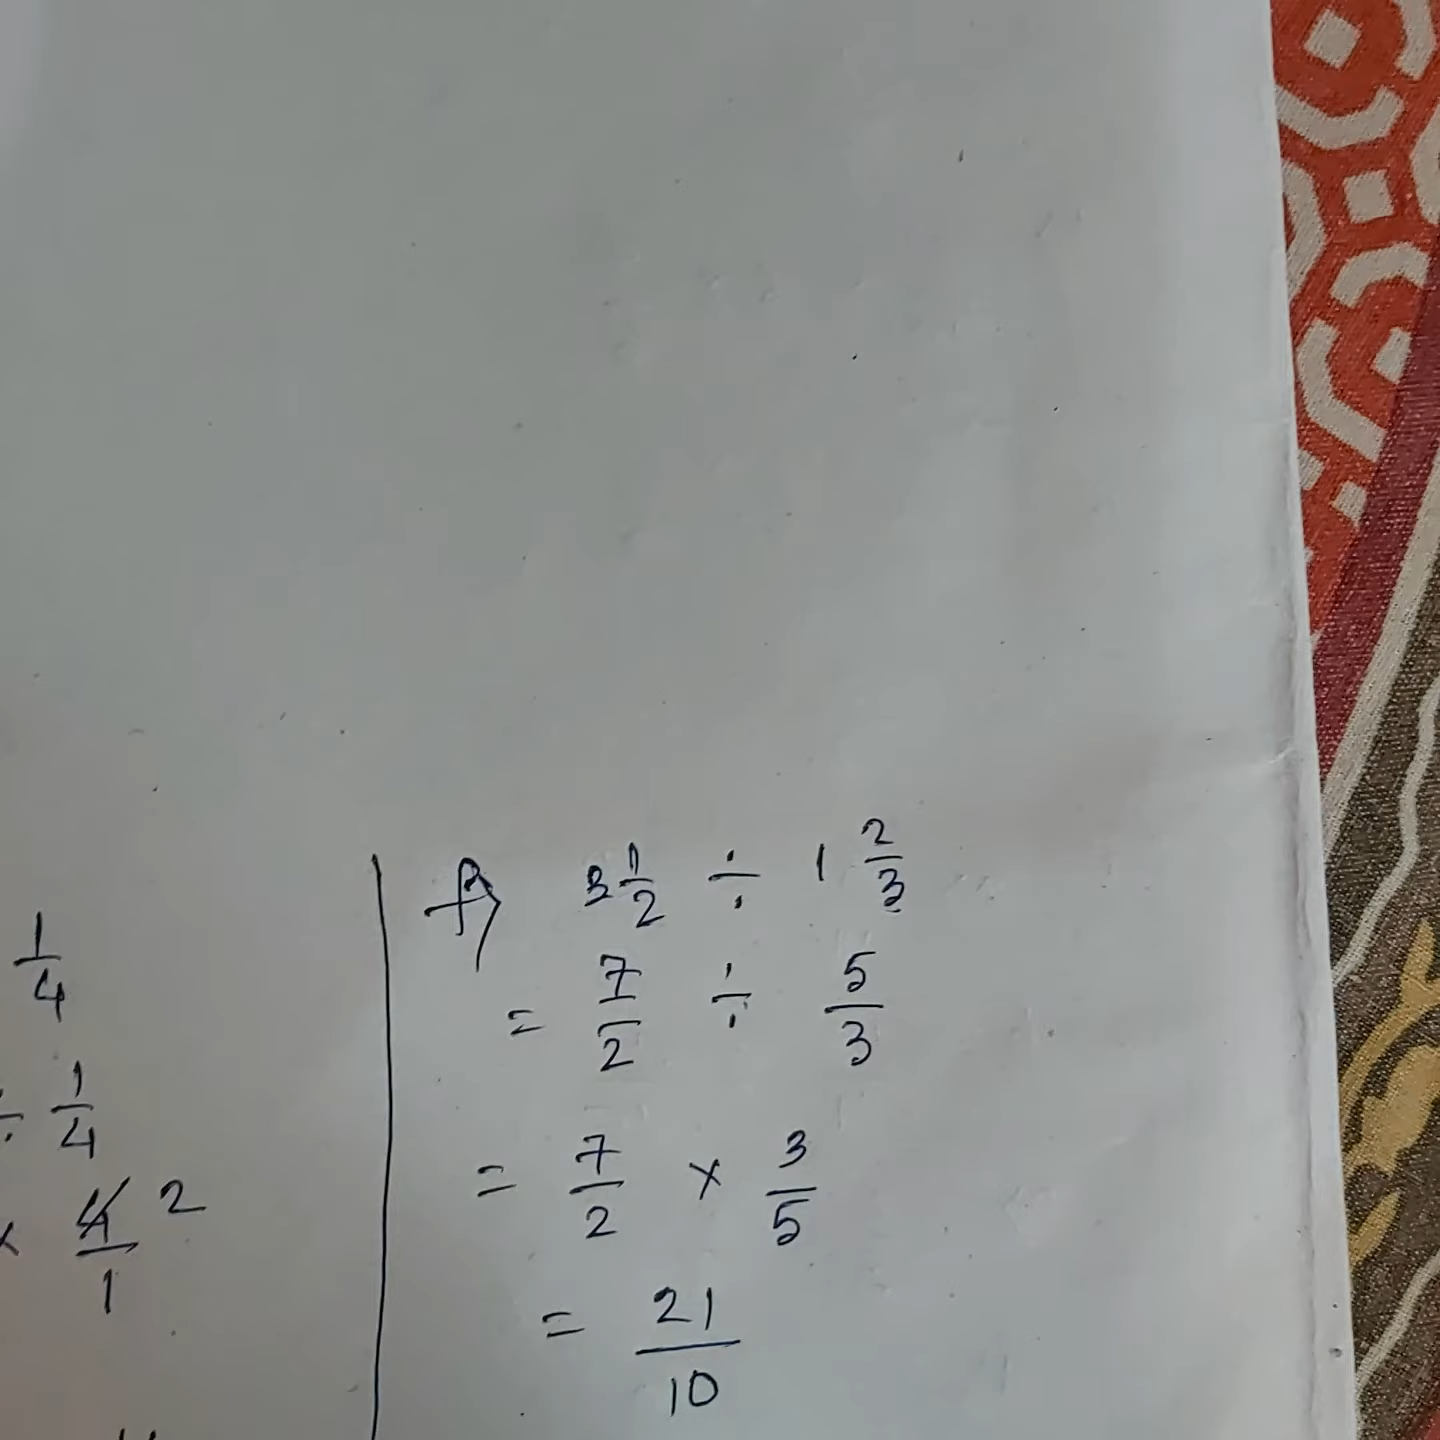 1/4
÷ 1/4
× 4/1 2
f) 3 1/2 ÷ 1 2/3
= 7/2 ÷ 5/3
= 7/2 × 3/5
= 21/10